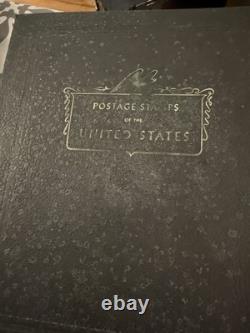 POSTAGE STAMPS
OF THE
UNITED STATES